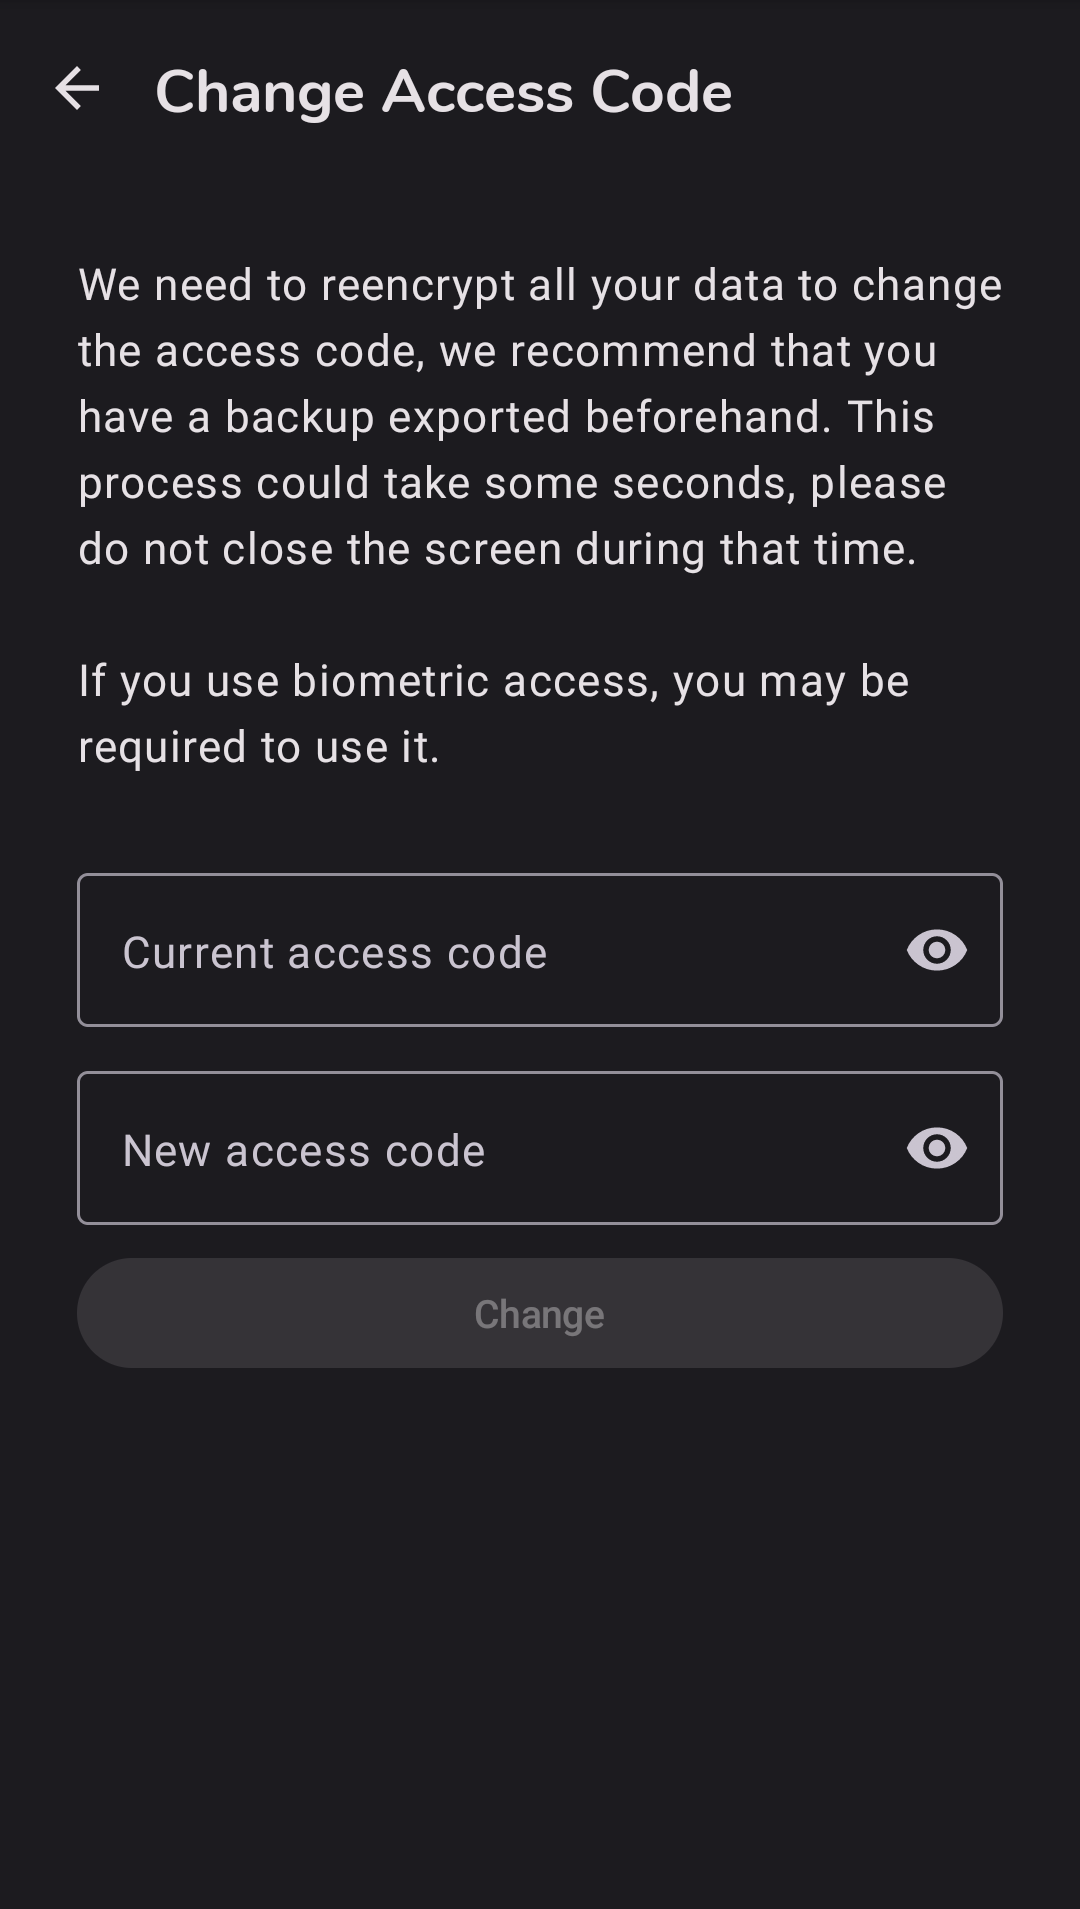 Change Access Code
We need to reencrypt all your data to change
the access code, we recommend that you
have a backup exported beforehand. This
process could take some seconds, please
do not close the screen during that time.
If you use biometric access, you may be
required to use it.
Current access code
New access code
Change